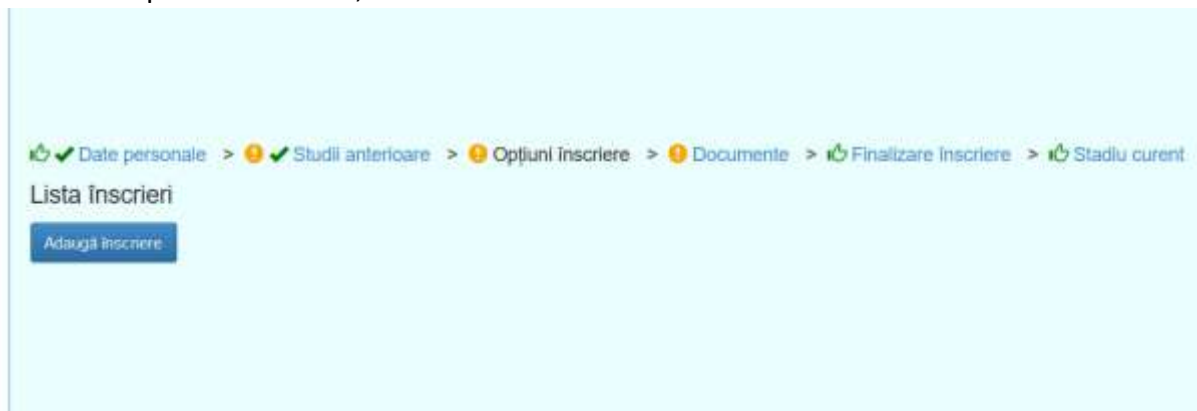 Date personale > Studii anterioare > Opțiuni înscriere > Documente > Finalizare înscriere > Stadiu curent
Lista înscrieri
Adaugă înscriere